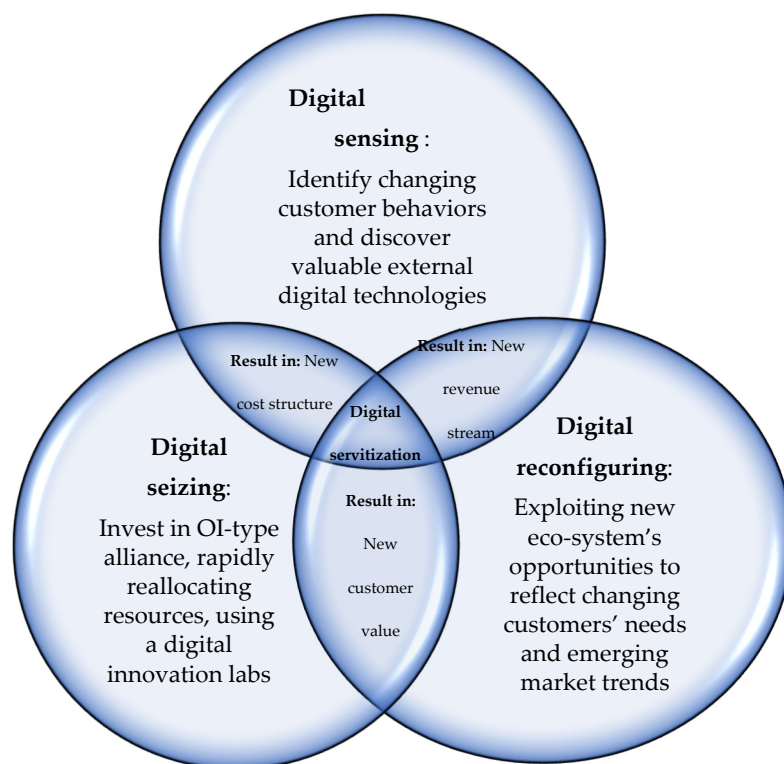 Digital
sensing :
Identify changing
customer behaviors
and discover
valuable external
digital technologies
Result in: New
cost structure
Result in: New
revenue
stream
Digital
servitization
Digital
seizing:
Invest in OI-type
alliance, rapidly
reallocating
resources, using
a digital
innovation labs
Result in:
New
customer
value
Digital
reconfiguring:
Exploiting new
eco-system’s
opportunities to
reflect changing
customers’ needs
and emerging
market trends